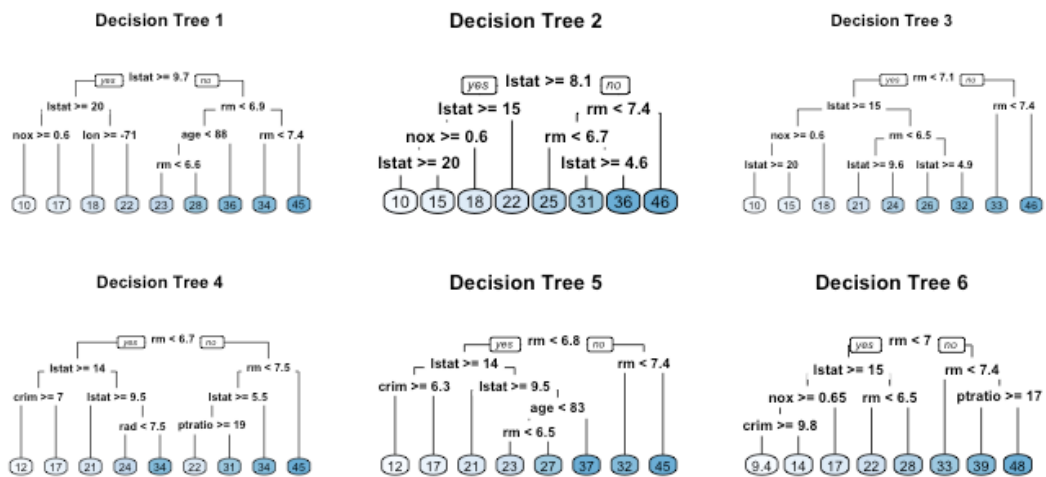 Decision Tree 1
yes lstat >= 9.7 no
lstat >= 20 rm < 6.9
nox >= 0.6 lon >= -71 age < 88 rm < 7.4
rm < 6.6
10 17 18 22 23 28 36 34 45
Decision Tree 2
yes lstat >= 8.1 no
lstat >= 15 rm < 7.4
nox >= 0.6 rm < 6.7
lstat >= 20 lstat >= 4.6
10 15 18 22 25 31 36 46
Decision Tree 3
yes rm < 7.1 no
lstat >= 15 rm < 7.4
nox >= 0.6 rm < 6.5
lstat >= 20 lstat >= 9.6 lstat >= 4.9
10 15 18 21 24 26 32 33 46
Decision Tree 4
yes rm < 6.7 no
lstat >= 14 rm < 7.5
crim >= 7 lstat >= 9.5 lstat >= 5.5
rad < 7.5 ptratio >= 19
12 17 21 24 34 22 31 34 45
Decision Tree 5
yes rm < 6.8 no
lstat >= 14 rm < 7.4
crim >= 6.3 lstat >= 9.5
age < 83
rm < 6.5
12 17 21 23 27 37 32 45
Decision Tree 6
yes rm < 7 no
lstat >= 15 rm < 7.4
nox >= 0.65 rm < 6.5 ptratio >= 17
crim >= 9.8
9.4 14 17 22 28 33 39 48